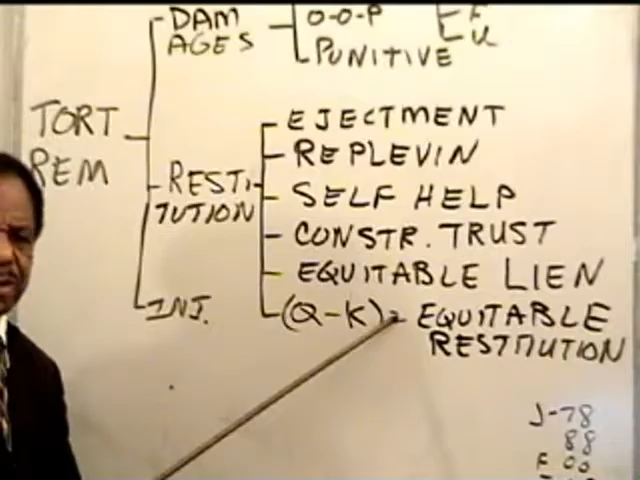 DAM
AGES
O-O-P
PUNITIVE
TORT
REM
RESTI-
TUTION
INJ.
EJECTMENT
REPLEVIN
SELF HELP
CONSTR. TRUST
EQUITABLE LIEN
(Q-K) = EQUITABLE
RESTITUTION
J-78
88
F 00